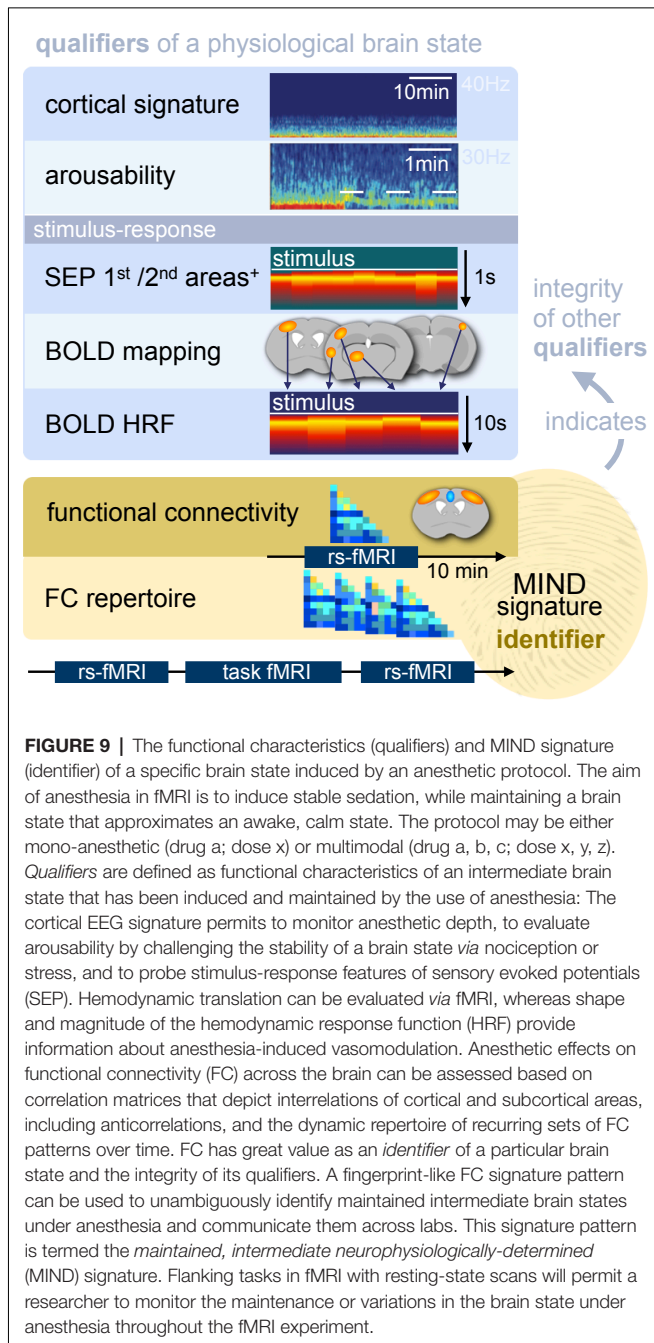 qualifiers of a physiological brain state
cortical signature
10min
40Hz
arousability
1min
30Hz
stimulus-response
SEP 1st /2nd areas+
stimulus
1s
BOLD mapping
BOLD HRF
stimulus
10s
integrity
of other
qualifiers
indicates
functional connectivity
rs-fMRI
10 min
FC repertoire
MIND
signature
identifier
rs-fMRI
task fMRI
rs-fMRI
FIGURE 9 | The functional characteristics (qualifiers) and MIND signature
(identifier) of a specific brain state induced by an anesthetic protocol. The aim
of anesthesia in fMRI is to induce stable sedation, while maintaining a brain
state that approximates an awake, calm state. The protocol may be either
mono-anesthetic (drug a; dose x) or multimodal (drug a, b, c; dose x, y, z).
Qualifiers are defined as functional characteristics of an intermediate brain
state that has been induced and maintained by the use of anesthesia: The
cortical EEG signature permits to monitor anesthetic depth, to evaluate
arousability by challenging the stability of a brain state via nociception or
stress, and to probe stimulus-response features of sensory evoked potentials
(SEP). Hemodynamic translation can be evaluated via fMRI, whereas shape
and magnitude of the hemodynamic response function (HRF) provide
information about anesthesia-induced vasomodulation. Anesthetic effects on
functional connectivity (FC) across the brain can be assessed based on
correlation matrices that depict interrelations of cortical and subcortical areas,
including anticorrelations, and the dynamic repertoire of recurring sets of FC
patterns over time. FC has great value as an identifier of a particular brain
state and the integrity of its qualifiers. A fingerprint-like FC signature pattern
can be used to unambiguously identify maintained intermediate brain states
under anesthesia and communicate them across labs. This signature pattern
is termed the maintained, intermediate neurophysiologically-determined
(MIND) signature. Flanking tasks in fMRI with resting-state scans will permit a
researcher to monitor the maintenance or variations in the brain state under
anesthesia throughout the fMRI experiment.